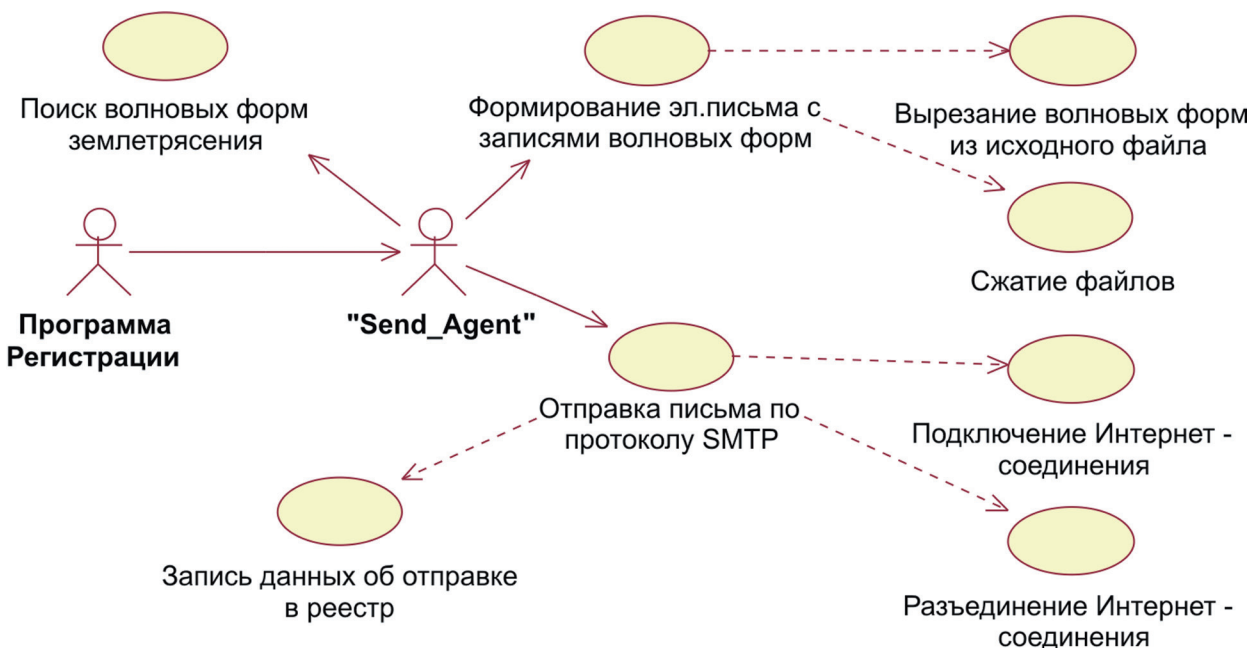 Поиск волновых форм
землетрясения
Формирование эл.письма с
записями волновых форм
Вырезание волновых форм
из исходного файла
Сжатие файлов
Программа
Регистрации
"Send_Agent"
Отправка письма по
протоколу SMTP
Подключение Интернет -
соединения
Запись данных об отправке
в реестр
Разъединение Интернет -
соединения